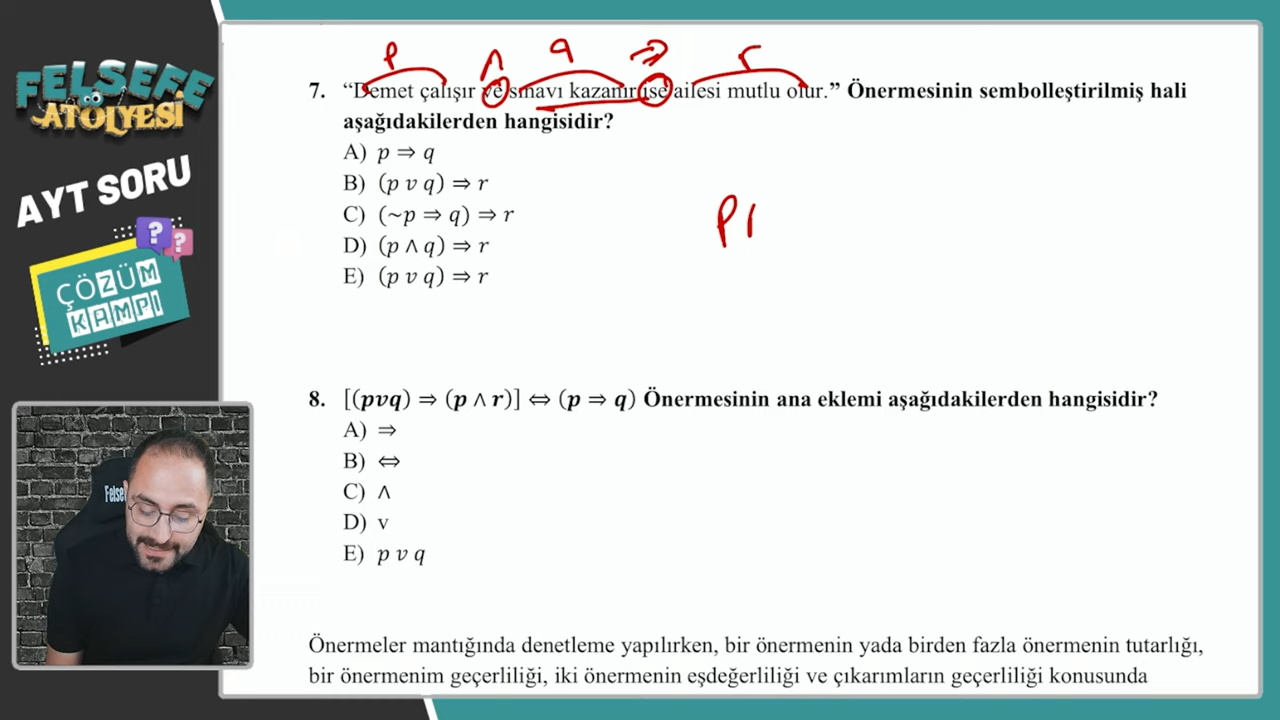 FELSEFE
ATÖLYESİ
AYT SORU
? ?
ÇÖZÜM
KAMPI
Felse
p ∧ q ⇒ r
7. “Demet çalışır ve sınavı kazanır ise ailesi mutlu olur.” Önermesinin sembolleştirilmiş hali
aşağıdakilerden hangisidir?
A) p ⇒ q
B) (p v q) ⇒ r
C) (~p ⇒ q) ⇒ r
D) (p ∧ q) ⇒ r
E) (p v q) ⇒ r
8. [(pvq) ⇒ (p ∧ r)] ⇔ (p ⇒ q) Önermesinin ana eklemi aşağıdakilerden hangisidir?
A) ⇒
B) ⇔
C) ∧
D) v
E) p v q
Önermeler mantığında denetleme yapılırken, bir önermenin yada birden fazla önermenin tutarlığı,
bir önermenim geçerliliği, iki önermenin eşdeğerliliği ve çıkarımların geçerliliği konusunda